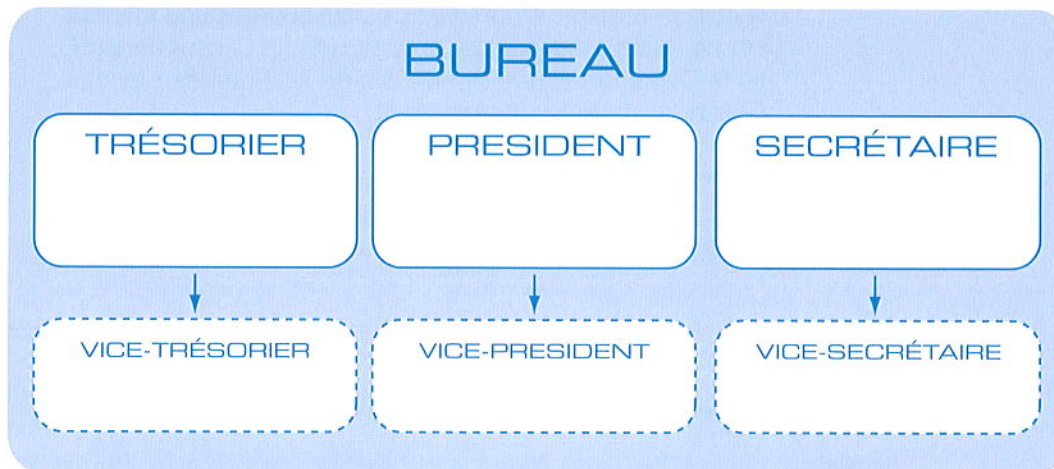 BUREAU
TRÉSORIER
PRESIDENT
SECRÉTAIRE
VICE-TRÉSORIER
VICE-PRESIDENT
VICE-SECRÉTAIRE